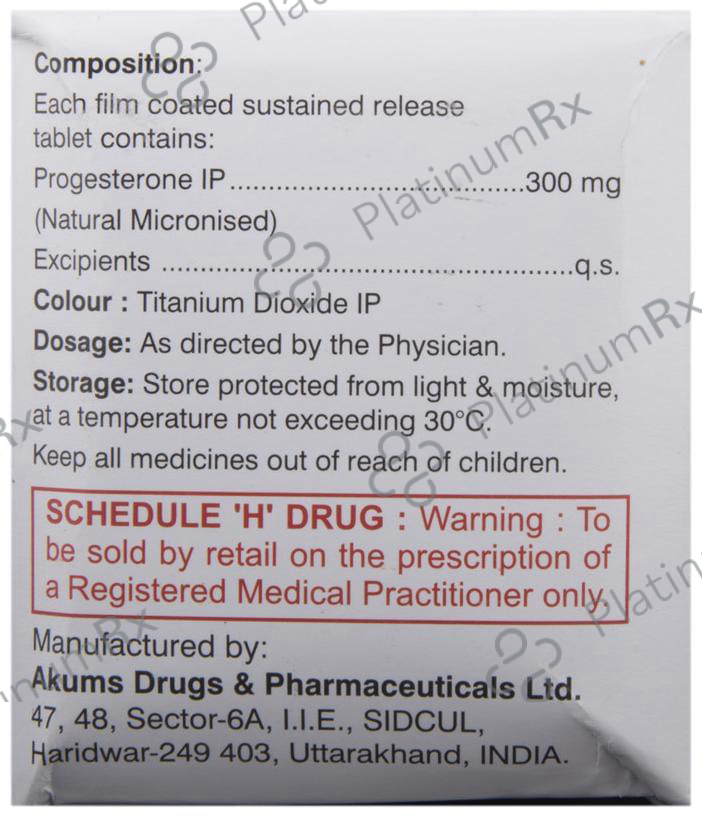 Composition:
Each film coated sustained release
tablet contains:
Progesterone IP....................................300 mg
(Natural Micronised)
Excipients ..................................................q.s.
Colour : Titanium Dioxide IP
Dosage: As directed by the Physician.
Storage: Store protected from light & moisture,
at a temperature not exceeding 30°C.
Keep all medicines out of reach of children.
SCHEDULE 'H' DRUG : Warning : To
be sold by retail on the prescription of
a Registered Medical Practitioner only.
Manufactured by:
Akums Drugs & Pharmaceuticals Ltd.
47, 48, Sector-6A, I.I.E., SIDCUL,
Haridwar-249 403, Uttarakhand, INDIA.
PlatinumRx
PlatinumRx